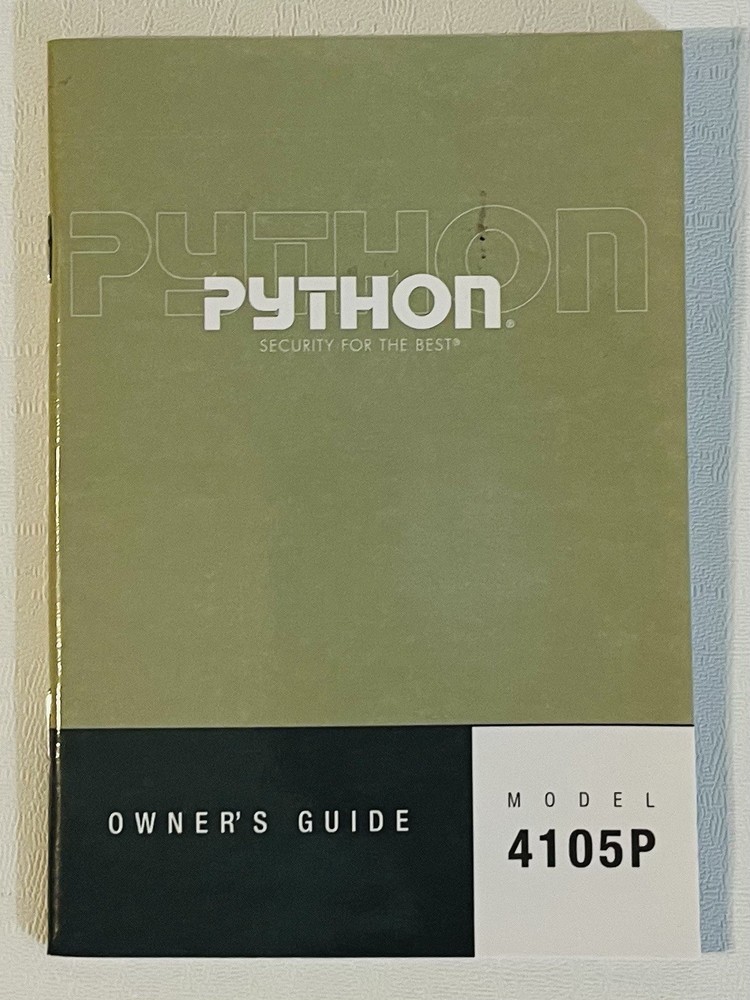 PYTHON
PYTHON®
SECURITY FOR THE BEST®
OWNER'S GUIDE
MODEL
4105P